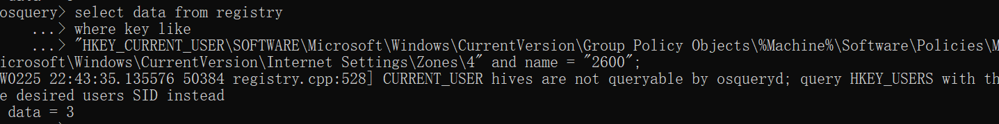 osquery> select data from registry
    ...> where key like
    ...> "HKEY_CURRENT_USER\SOFTWARE\Microsoft\Windows\CurrentVersion\Group Policy Objects\%Machine%\Software\Policies\M
icrosoft\Windows\CurrentVersion\Internet Settings\Zones\4" and name = "2600";
W0225 22:43:35.135576 50384 registry.cpp:528] CURRENT_USER hives are not queryable by osqueryd; query HKEY_USERS with th
e desired users SID instead
 data = 3